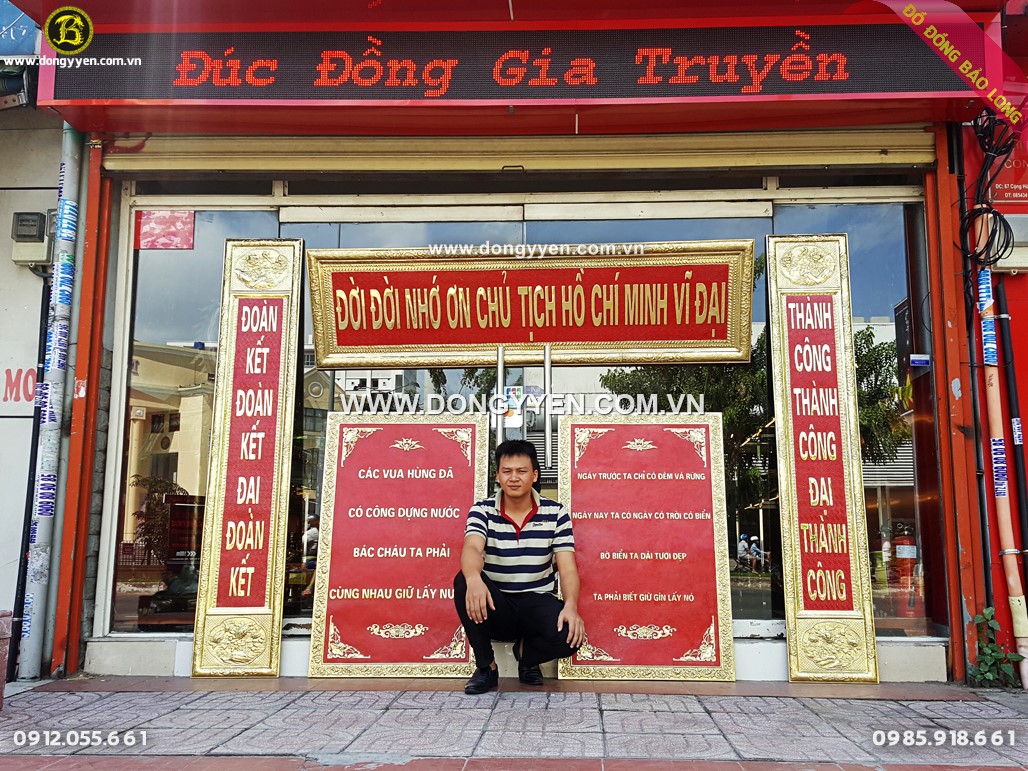 www.dongyyen.com.vn
Đúc Đồng Gia Truyền
ĐỒ ĐỒNG BẢO LONG
www.dongyyen.com.vn
ĐỜI ĐỜI NHỚ ƠN CHỦ TỊCH HỒ CHÍ MINH VĨ ĐẠI
ĐOÀN
KẾT
ĐOÀN
KẾT
ĐẠI
ĐOÀN
KẾT
THÀNH
CÔNG
THÀNH
CÔNG
ĐẠI
THÀNH
CÔNG
WWW.DONGYYEN.COM.VN
CÁC VUA HÙNG ĐÃ
CÓ CÔNG DỰNG NƯỚC
BÁC CHÁU TA PHẢI
CÙNG NHAU GIỮ LẤY
NGÀY TRƯỚC TA CHỈ CÓ ĐÊM VÀ RỪNG
NGÀY NAY TA CÓ NGÀY CÓ TRỜI CÓ BIỂN
BỜ BIỂN TA DÀI TƯƠI ĐẸP
TA PHẢI BIẾT GIỮ GÌN LẤY NÓ
MO
0912.055.661
0985.918.661